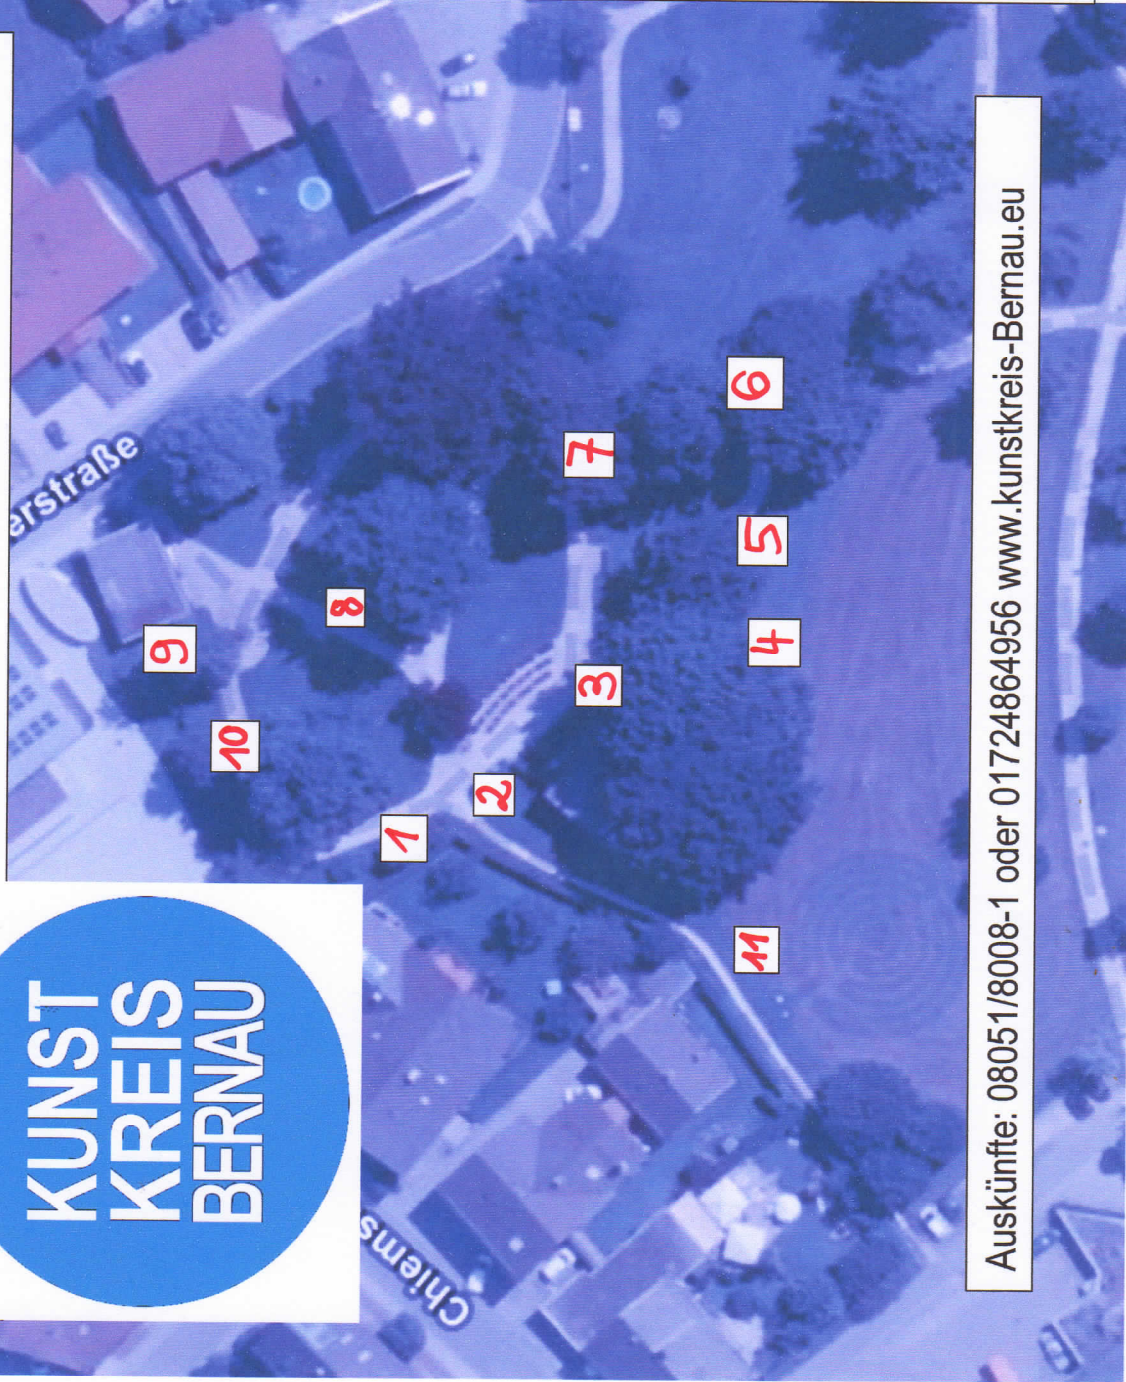 KUNST
KREIS
BERNAU
erstraße
Chiems
1
2
3
4
5
6
7
8
9
10
11
Auskünfte: 08051/8008-1 oder 01724864956 www.kunstkreis-Bernau.eu